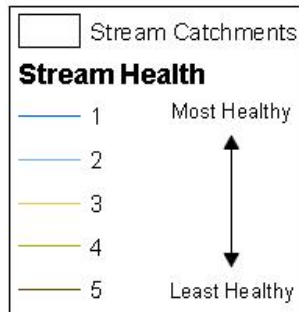 Stream Catchments
Stream Health
1 Most Healthy
2
3
4
5 Least Healthy